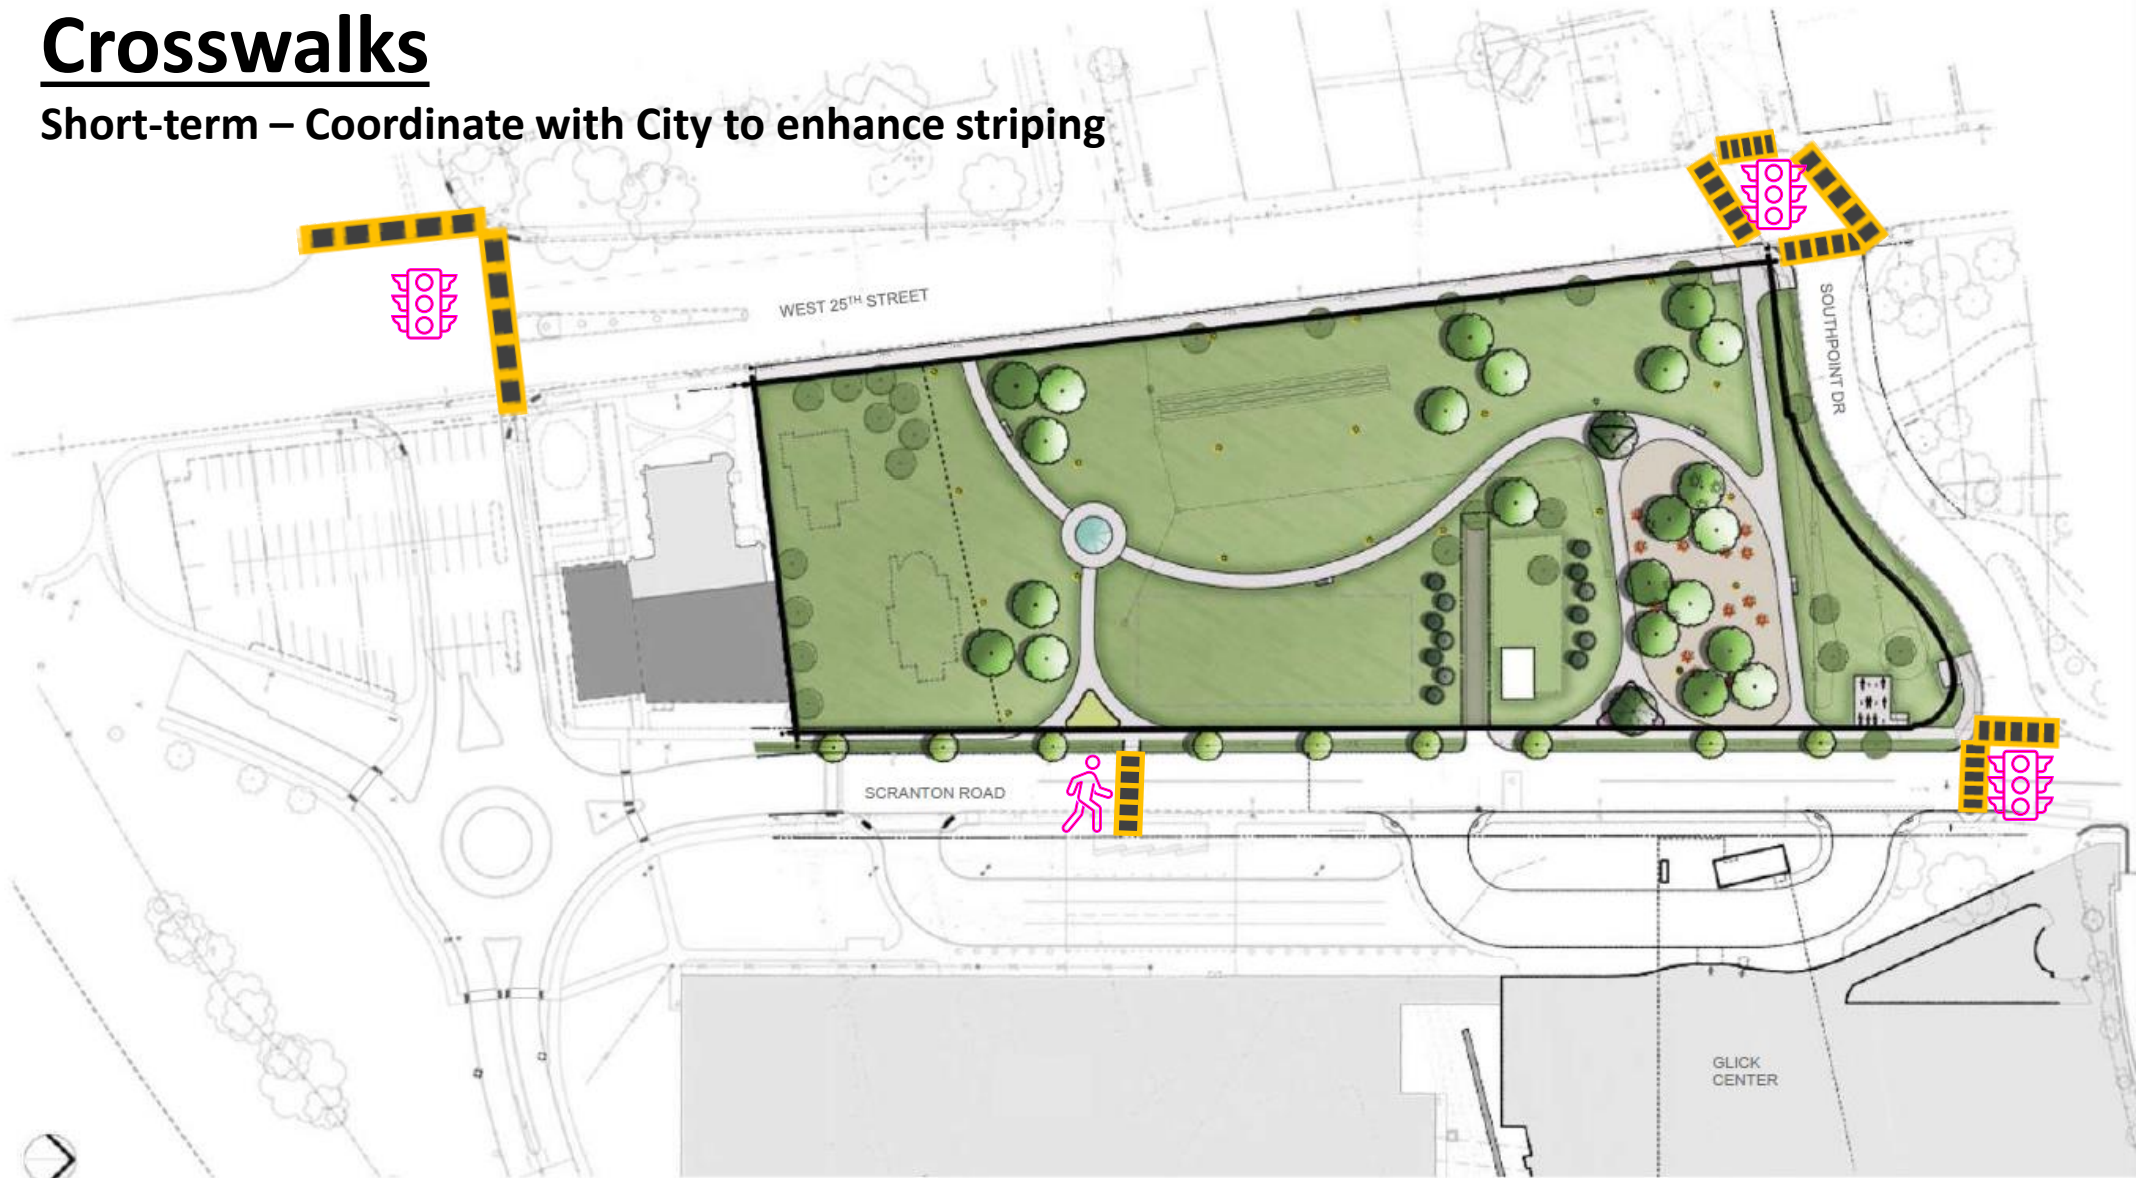 Crosswalks
Short-term – Coordinate with City to enhance striping
WEST 25TH STREET
SOUTHPOINT DR
SCRANTON ROAD
GLICK
CENTER